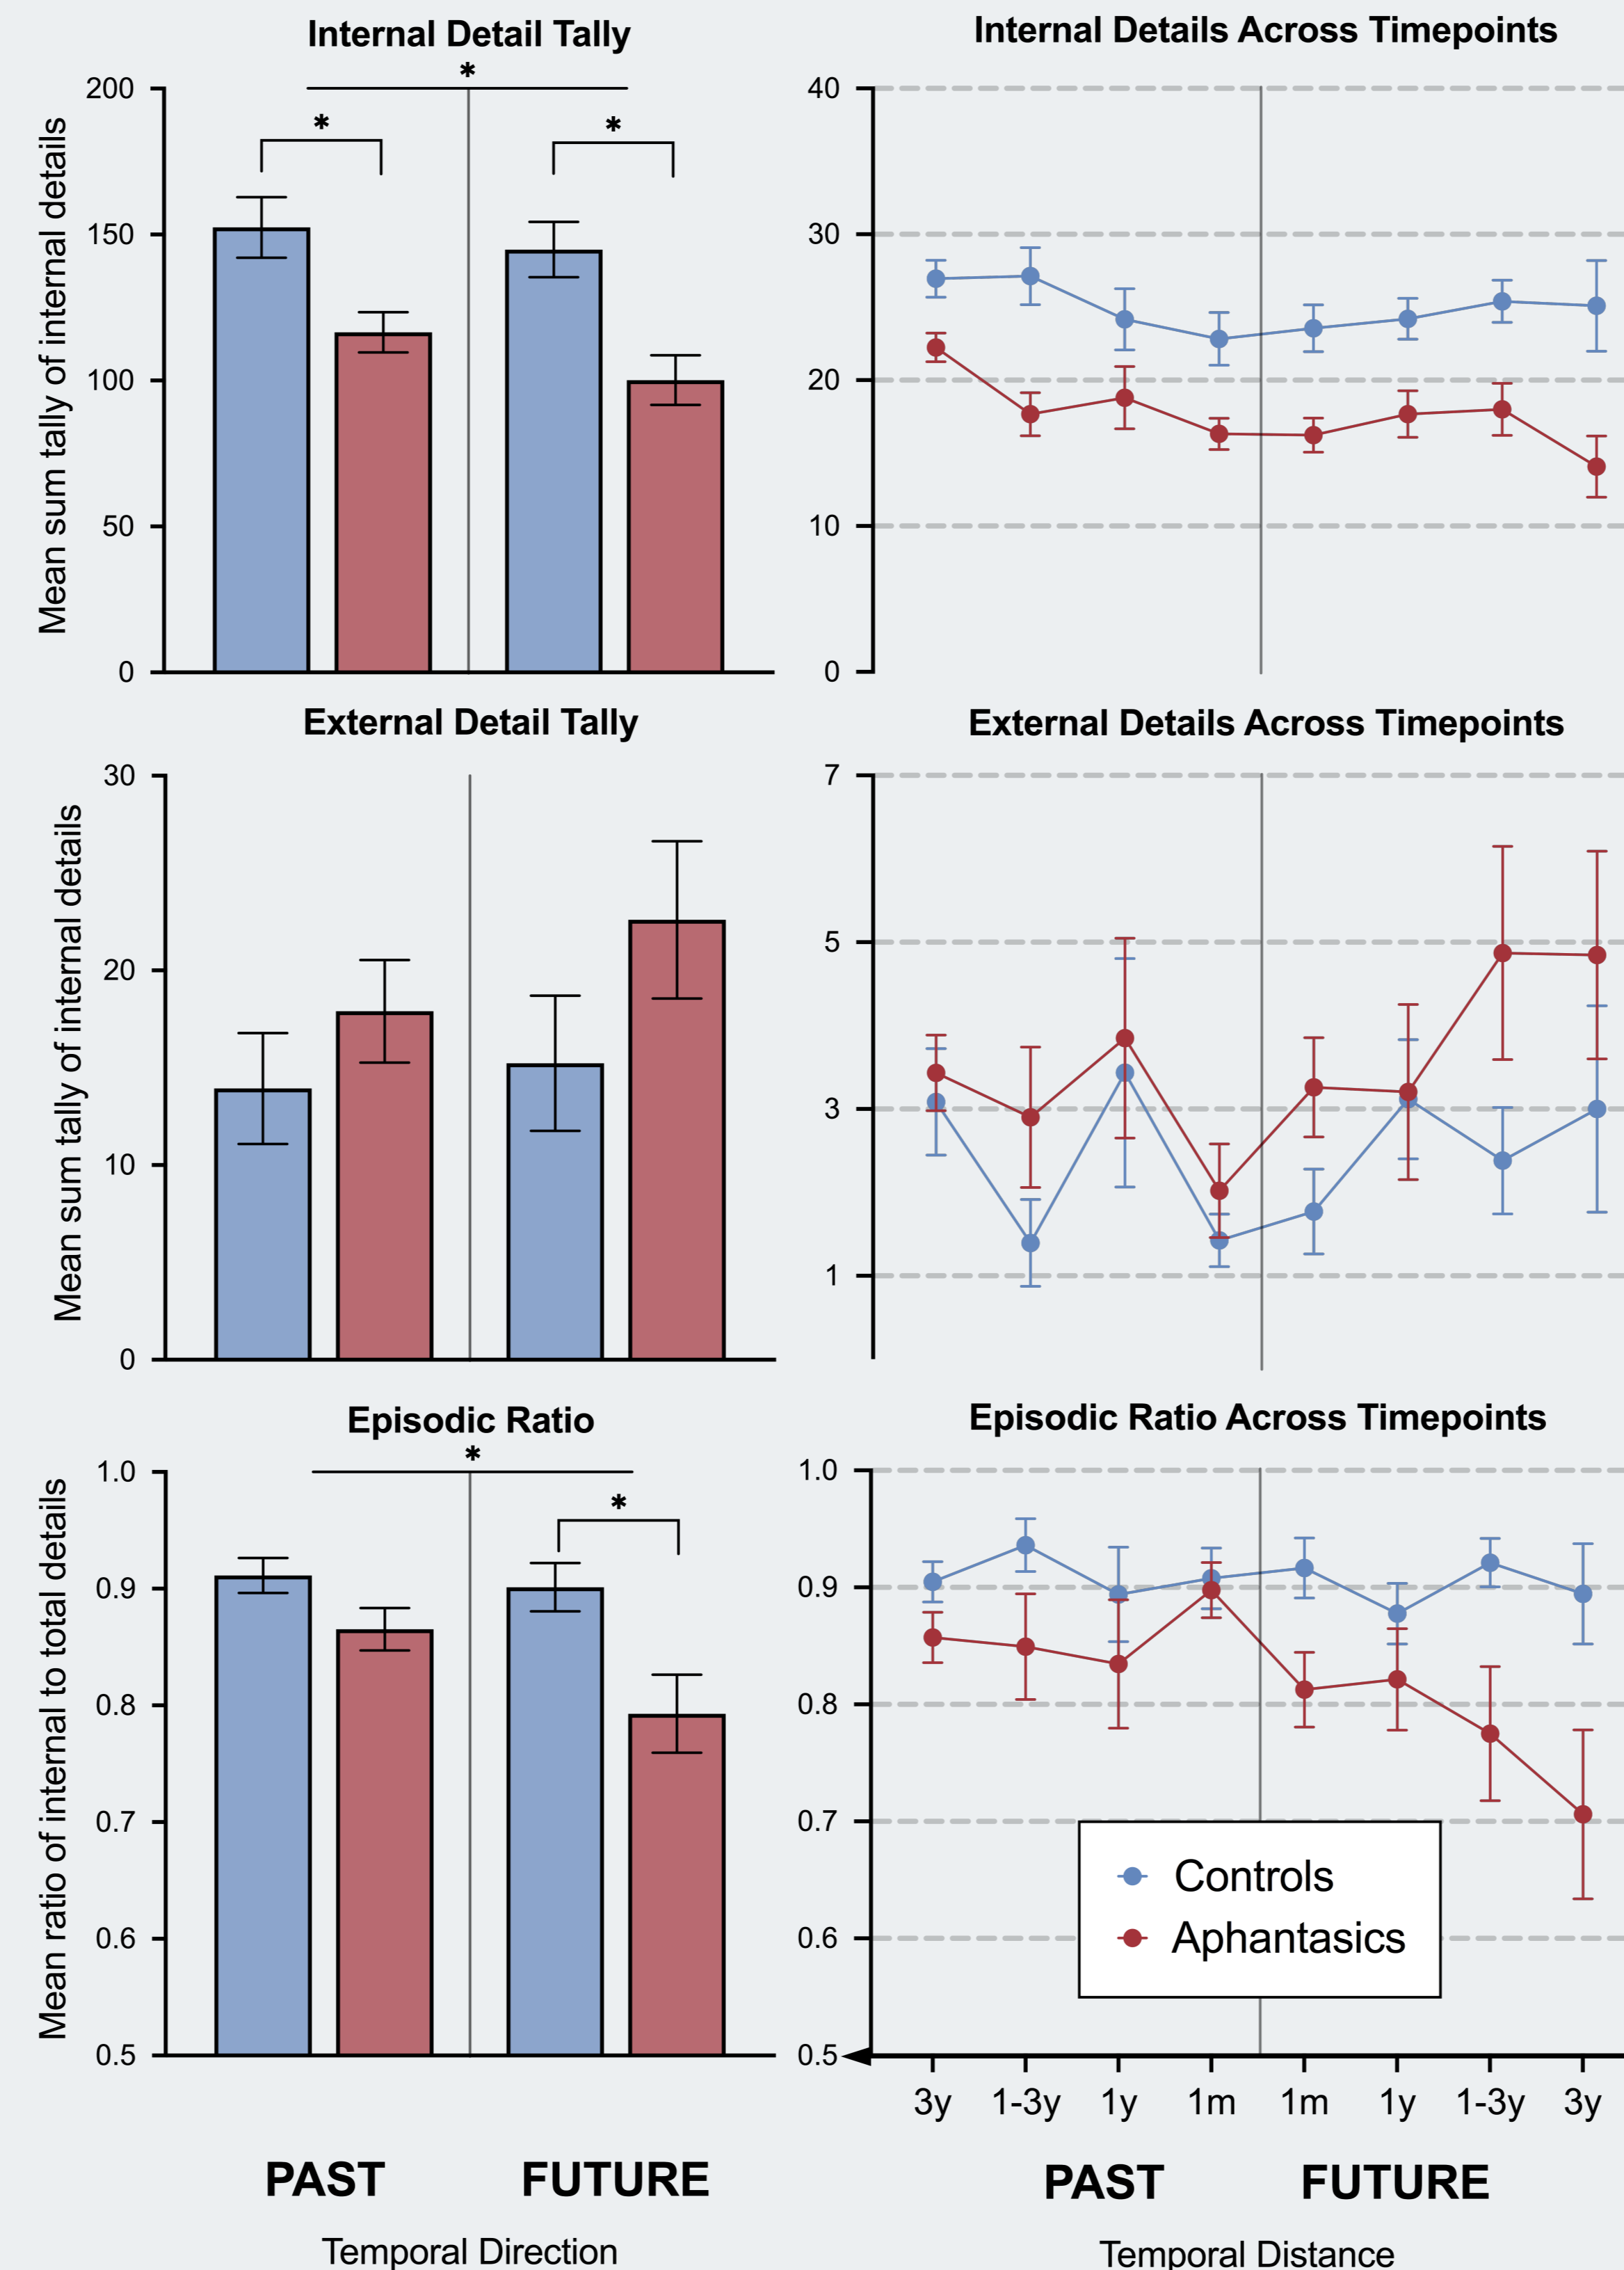 Internal Detail Tally
*
*
*
Mean sum tally of internal details
200
150
100
50
0
Internal Details Across Timepoints
40
30
20
10
0
External Detail Tally
Mean sum tally of internal details
30
20
10
0
External Details Across Timepoints
7
5
3
1
Episodic Ratio
*
*
Mean ratio of internal to total details
1.0
0.9
0.8
0.7
0.6
0.5
PAST FUTURE
Temporal Direction
Episodic Ratio Across Timepoints
1.0
0.9
0.8
0.7
0.6
0.5
Controls
Aphantasics
3y 1-3y 1y 1m 1m 1y 1-3y 3y
PAST FUTURE
Temporal Distance